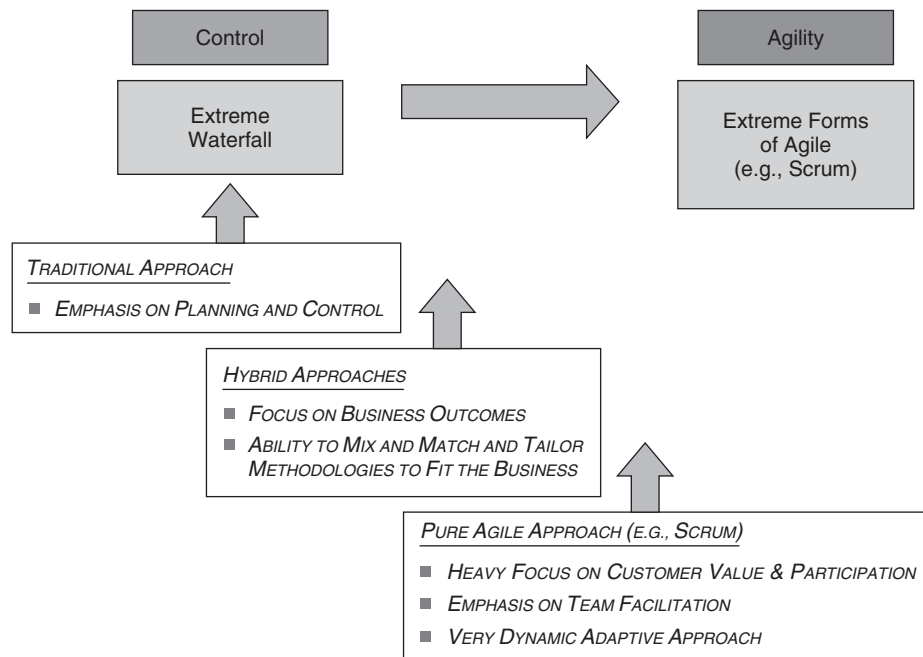 Control
Agility
Extreme
Waterfall
Extreme Forms
of Agile
(e.g., Scrum)
TRADITIONAL APPROACH
EMPHASIS ON PLANNING AND CONTROL
HYBRID APPROACHES
FOCUS ON BUSINESS OUTCOMES
ABILITY TO MIX AND MATCH AND TAILOR
METHODOLOGIES TO FIT THE BUSINESS
PURE AGILE APPROACH (E.G., SCRUM)
HEAVY FOCUS ON CUSTOMER VALUE & PARTICIPATION
EMPHASIS ON TEAM FACILITATION
VERY DYNAMIC ADAPTIVE APPROACH